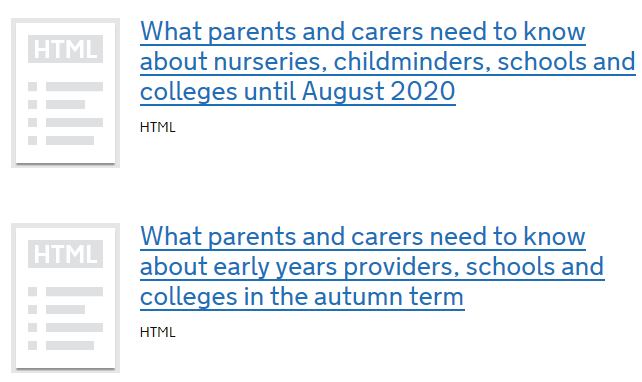 HTML
What parents and carers need to know
about nurseries, childminders, schools and
colleges until August 2020
HTML
HTML
What parents and carers need to know
about early years providers, schools and
colleges in the autumn term
HTML